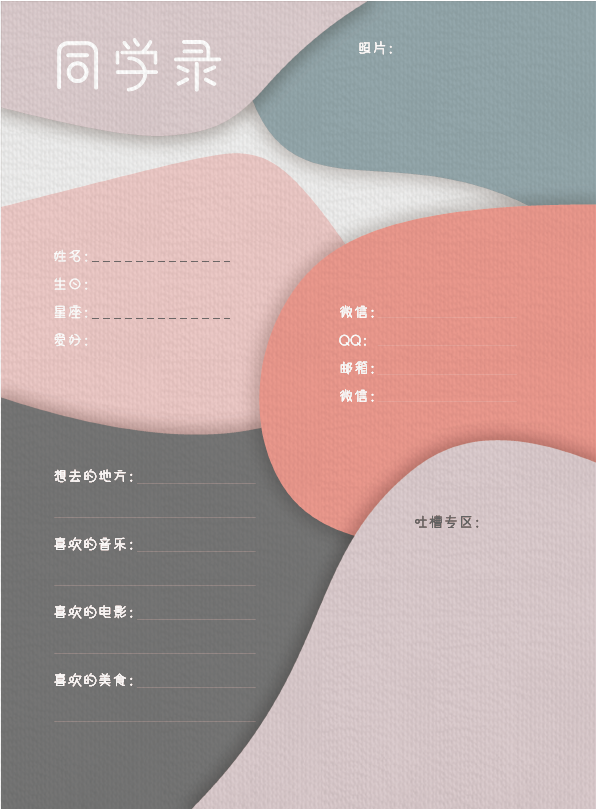 同学录
照片：
姓名：
生日：
星座：
爱好：
微信：
QQ：
邮箱：
微信：
想去的地方：
喜欢的音乐：
喜欢的电影：
喜欢的美食：
吐槽专区：